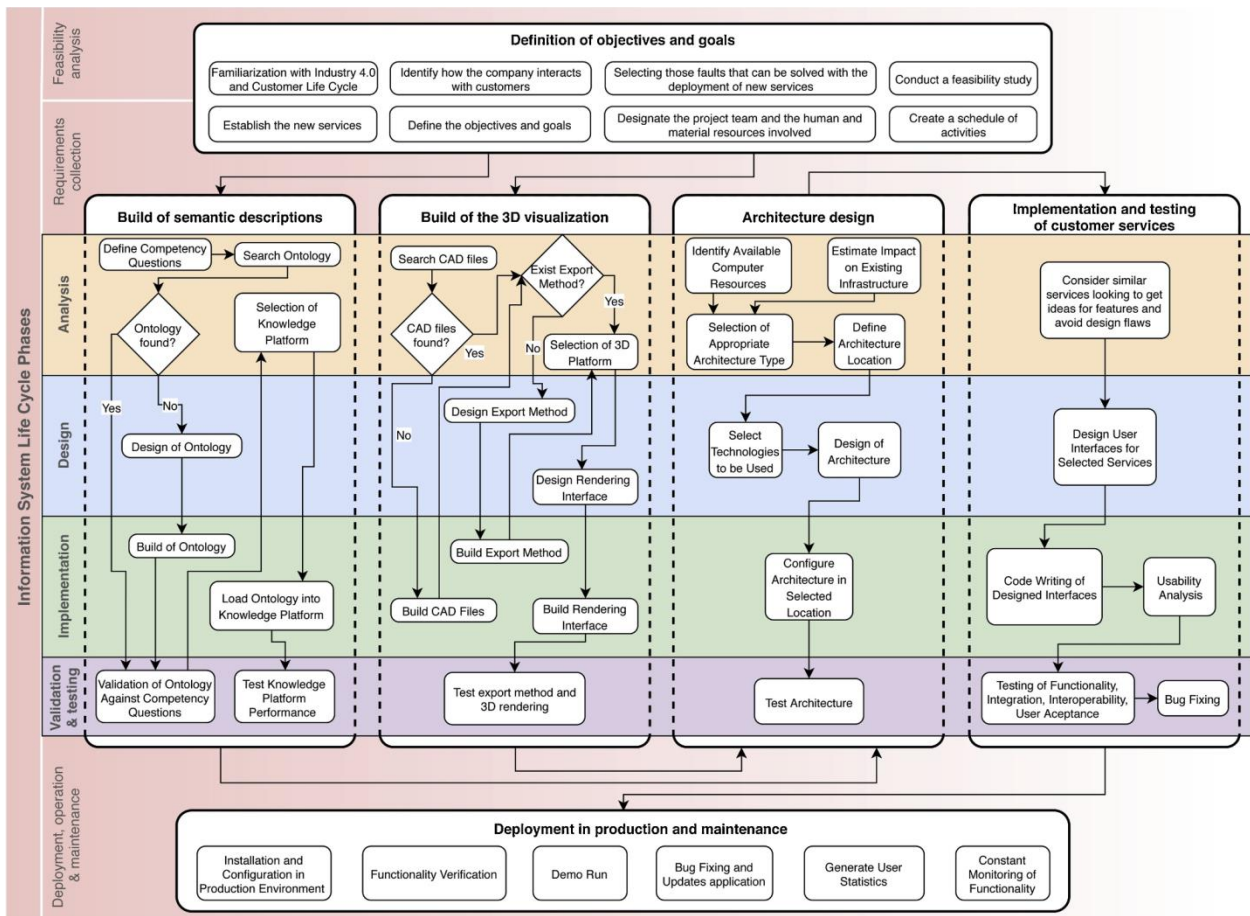 Information System Life Cycle Phases
Feasibility
analysis
Requirements
collection
Analysis
Design
Implementation
Validation
& testing
Deployment, operation
& maintenance
Definition of objectives and goals
Familiarization with Industry 4.0
and Customer Life Cycle
Identify how the company interacts
with customers
Selecting those faults that can be solved with the
deployment of new services
Conduct a feasibility study
Establish the new services
Define the objectives and goals
Designate the project team and the human and
material resources involved
Create a schedule of
activities
Build of semantic descriptions
Define Competency
Questions
Search Ontology
Ontology
found?
Selection of
Knowledge
Platform
Yes
No
Design of Ontology
Build of Ontology
Load Ontology into
Knowledge Platform
Validation of Ontology
Against Competency
Questions
Test Knowledge
Platform
Performance
Build of the 3D visualization
Search CAD files
Exist Export
Method?
CAD files
found?
Yes
Yes
No
Selection of 3D
Platform
No
Design Export Method
Design Rendering
Interface
Build Export Method
Build CAD Files
Build Rendering
Interface
Test export method and
3D rendering
Architecture design
Identify Available
Computer
Resources
Estimate Impact
on Existing
Infrastructure
Selection of
Appropriate
Architecture Type
Define
Architecture
Location
Select
Technologies
to be Used
Design of
Architecture
Configure
Architecture in
Selected
Location
Test Architecture
Implementation and testing
of customer services
Consider similar
services looking to get
ideas for features and
avoid design flaws
Design User
Interfaces for
Selected Services
Code Writing of
Designed Interfaces
Usability
Analysis
Testing of Functionality,
Integration, Interoperability,
User Aceptance
Bug Fixing
Deployment in production and maintenance
Installation and
Configuration in
Production Environment
Functionality Verification
Demo Run
Bug Fixing and
Updates application
Generate User
Statistics
Constant
Monitoring of
Functionality